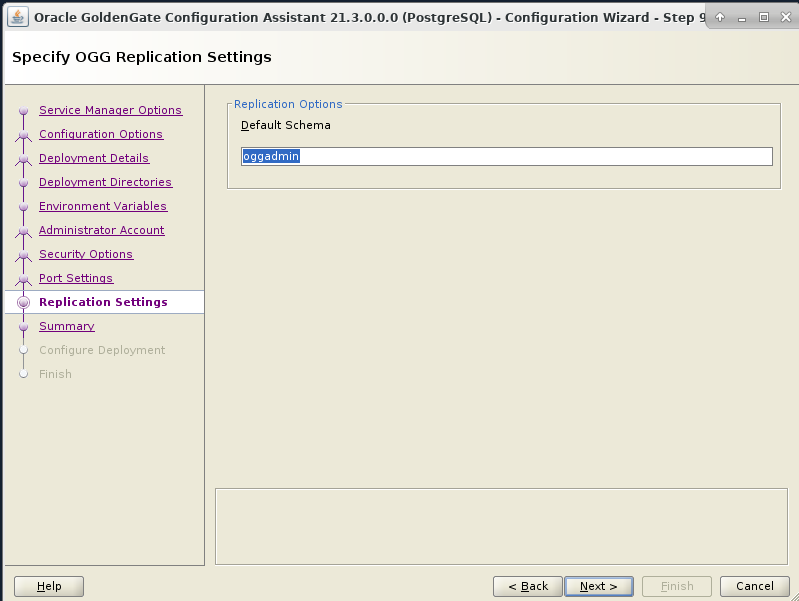 Oracle GoldenGate Configuration Assistant 21.3.0.0.0 (PostgreSQL) - Configuration Wizard - Step 9
Specify OGG Replication Settings
Service Manager Options
Configuration Options
Deployment Details
Deployment Directories
Environment Variables
Administrator Account
Security Options
Port Settings
Replication Settings
Summary
Configure Deployment
Finish
Replication Options
Default Schema
oggadmin
Help
< Back
Next >
Finish
Cancel